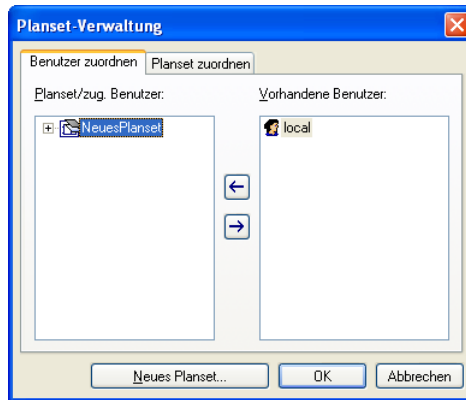 Planset-Verwaltung
Benutzer zuordnen Planset zuordnen
Planset/zug. Benutzer: Vorhandene Benutzer:
NeuesPlanset local
Neues Planset... OK Abbrechen